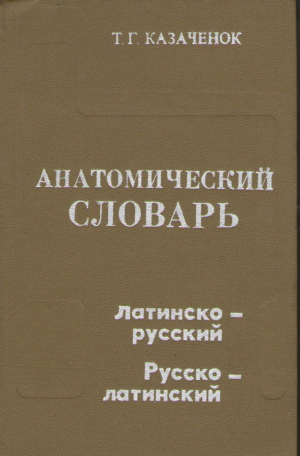 Т. Г. КАЗАЧЕНОК
АНАТОМИЧЕСКИЙ
СЛОВАРЬ
Латинско –
русский
Русско –
латинский